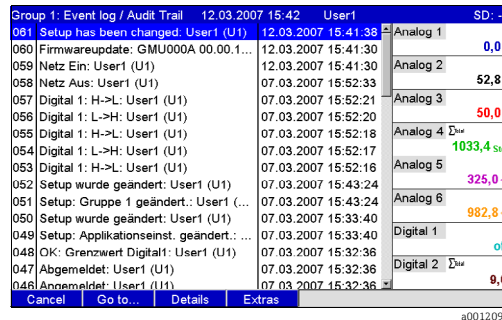 Group 1: Event log / Audit Trail 12.03.2007 15:42 User1 SD: -
061 Setup has been changed: User1 (U1) 12.03.2007 15:41:38 Analog 1
060 Firmwareupdate: GMU000A 00.00.1... 12.03.2007 15:41:30 0,0
059 Netz Ein: User1 (U1) 12.03.2007 15:41:30 Analog 2
058 Netz Aus: User1 (U1) 07.03.2007 15:52:33 52,8
057 Digital 1: H->L: User1 (U1) 07.03.2007 15:52:21 Analog 3
056 Digital 1: L->H: User1 (U1) 07.03.2007 15:52:20 50,0
055 Digital 1: H->L: User1 (U1) 07.03.2007 15:52:18 Analog 4
054 Digital 1: L->H: User1 (U1) 07.03.2007 15:52:17 1033,4
053 Digital 1: H->L: User1 (U1) 07.03.2007 15:52:16 Analog 5
052 Setup wurde geändert: User1 (U1) 07.03.2007 15:43:24 325,0
051 Setup: Gruppe 1 geändert.: User1 (... 07.03.2007 15:43:24 Analog 6
050 Setup wurde geändert: User1 (U1) 07.03.2007 15:33:40 982,8
049 Setup: Applikationseinst. geändert.: ... 07.03.2007 15:33:40 Digital 1
048 OK: Grenzwert Digital1: User1 (U1) 07.03.2007 15:32:36
047 Abgemeldet: User1 (U1) 07.03.2007 15:32:36 Digital 2
046 Angemeldet: User1 (U1) 07.03.2007 15:32:36 9,
Cancel Go to... Details Extras
a001209